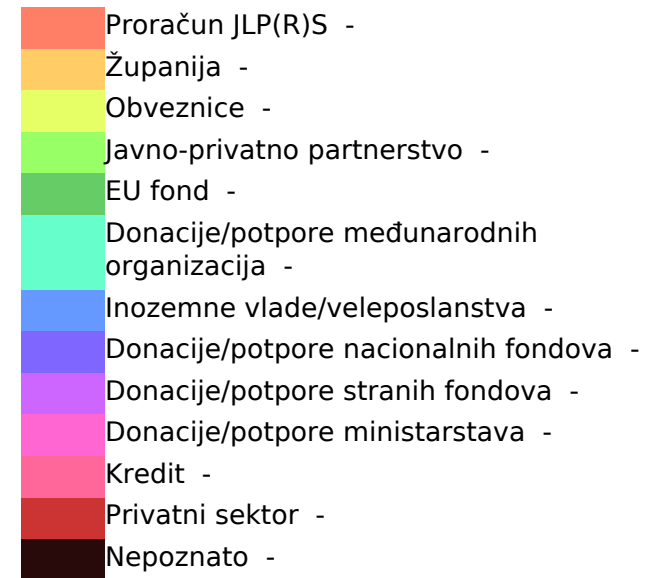 Proračun JLP(R)S -
Županija -
Obveznice -
Javno-privatno partnerstvo -
EU fond -
Donacije/potpore međunarodnih
organizacija -
Inozemne vlade/veleposlanstva -
Donacije/potpore nacionalnih fondova -
Donacije/potpore stranih fondova -
Donacije/potpore ministarstava -
Kredit -
Privatni sektor -
Nepoznato -